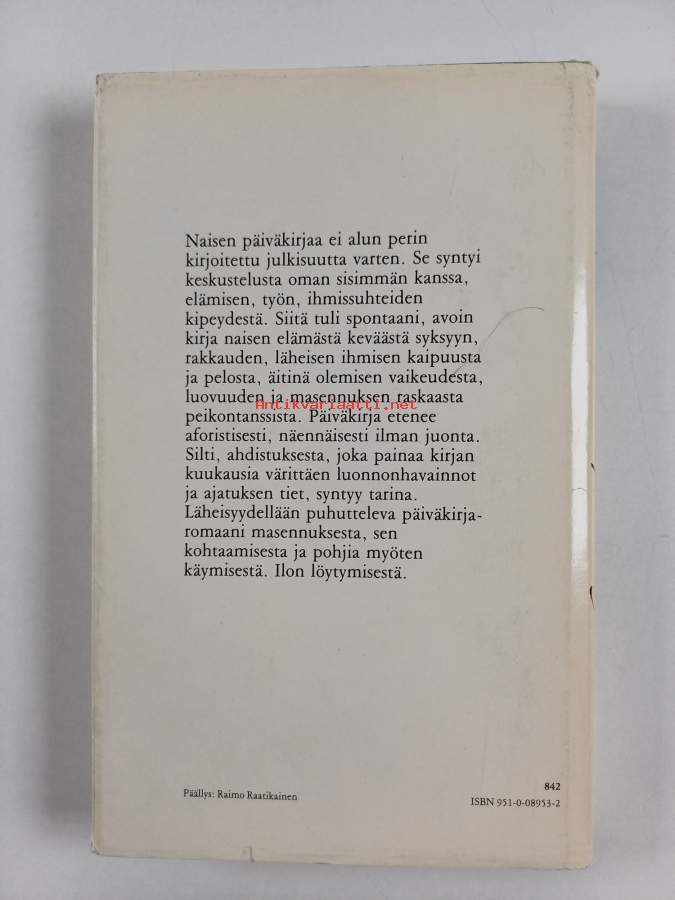 Naisen päiväkirjaa ei alun perin
kirjoitettu julkisuutta varten. Se syntyi
keskustelusta oman sisimmän kanssa,
elämisen, työn, ihmissuhteiden
kipeydestä. Siitä tuli spontaani, avoin
kirja naisen elämästä keväästä syksyyn,
rakkauden, läheisen ihmisen kaipuusta
ja pelosta, äitinä olemisen vaikeudesta,
luovuuden ja masennuksen raskaasta
Antikvariaatti.net
peikontanssista. Päiväkirja etenee
aforistisesti, näennäisesti ilman juonta.
Silti, ahdistuksesta, joka painaa kirjan
kuukausia värittäen luonnonhavainnot
ja ajatuksen tiet, syntyy tarina.
Läheisyydellään puhutteleva päiväkirja-
romaani masennuksesta, sen
kohtaamisesta ja pohjia myöten
käymisestä. Ilon löytymisestä.
842
Päällys: Raimo Raatikainen
ISBN 951-0-08953-2